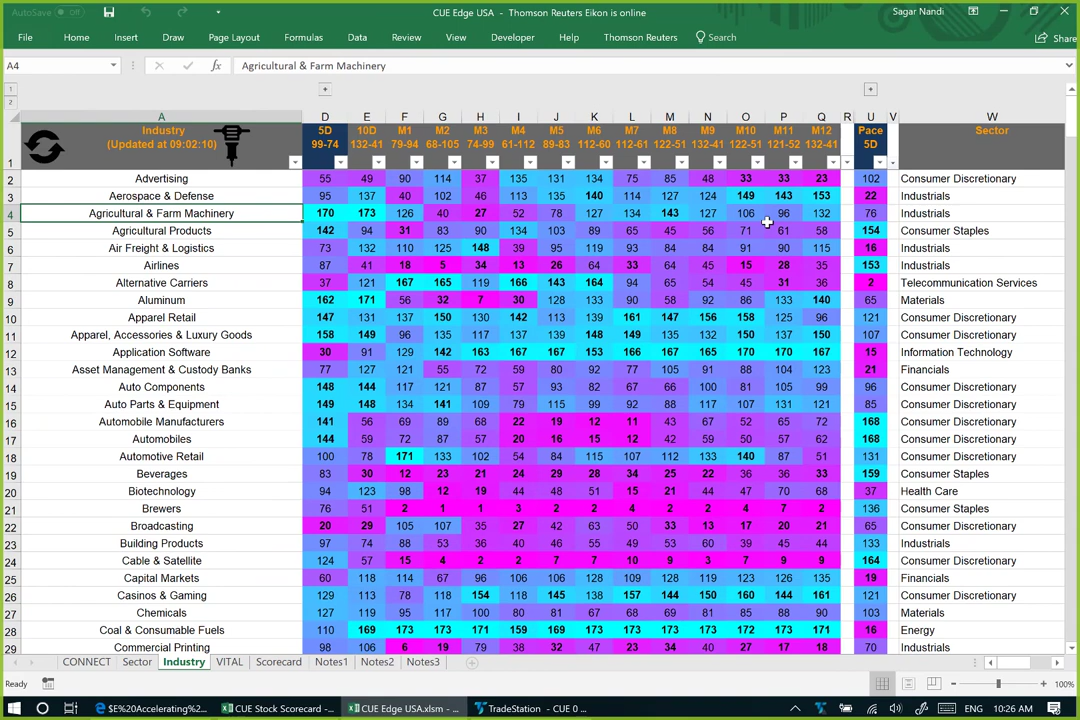 AutoSave Off
CUE Edge USA - Thomson Reuters Eikon is online
Sagar Nandi
File Home Insert Draw Page Layout Formulas Data Review View Developer Help Thomson Reuters Search Share
A4 fx Agricultural & Farm Machinery
1
2
A D E F G H I J K L M N O P Q R U V W
Industry 5D 10D M1 M2 M3 M4 M5 M6 M7 M8 M9 M10 M11 M12 Pace Sector
(Updated at 09:02:10) 99-74 132-41 79-94 68-105 74-99 61-112 89-83 112-60 112-61 122-51 132-41 122-51 121-52 132-41 5D
1
2 Advertising 55 49 90 114 37 135 131 134 75 85 48 33 33 23 102 Consumer Discretionary
3 Aerospace & Defense 95 137 40 102 46 113 135 140 114 127 124 149 143 153 22 Industrials
4 Agricultural & Farm Machinery 170 173 126 40 27 52 78 127 134 143 127 106 96 132 76 Industrials
5 Agricultural Products 142 94 31 83 90 134 103 89 65 45 56 71 61 58 154 Consumer Staples
6 Air Freight & Logistics 73 132 110 125 148 39 95 119 93 84 84 91 90 115 16 Industrials
7 Airlines 87 41 18 5 34 13 26 64 33 64 45 15 28 35 153 Industrials
8 Alternative Carriers 37 121 167 165 119 166 143 164 94 65 54 45 31 36 2 Telecommunication Services
9 Aluminum 162 171 56 32 7 30 128 133 90 58 92 86 133 140 65 Materials
10 Apparel Retail 147 131 137 150 130 142 113 139 161 147 156 158 125 96 121 Consumer Discretionary
11 Apparel, Accessories & Luxury Goods 158 149 96 135 117 137 139 148 149 135 132 150 137 150 107 Consumer Discretionary
12 Application Software 30 91 129 142 163 167 167 153 166 167 165 170 170 167 15 Information Technology
13 Asset Management & Custody Banks 77 127 121 55 72 59 80 92 77 105 91 88 104 123 21 Financials
14 Auto Components 148 144 117 121 87 57 93 82 67 66 100 81 105 99 96 Consumer Discretionary
15 Auto Parts & Equipment 149 148 134 141 109 79 115 99 92 88 117 107 131 121 85 Consumer Discretionary
16 Automobile Manufacturers 141 56 69 89 68 22 19 12 11 43 67 52 65 72 168 Consumer Discretionary
17 Automobiles 144 59 72 87 57 20 16 15 12 42 59 50 57 62 168 Consumer Discretionary
18 Automotive Retail 100 78 171 133 102 54 84 115 107 112 133 140 87 51 131 Consumer Discretionary
19 Beverages 83 30 12 23 21 24 29 28 34 25 22 36 36 33 159 Consumer Staples
20 Biotechnology 94 123 98 12 19 44 48 51 15 21 44 47 70 68 37 Health Care
21 Brewers 76 51 2 1 1 3 2 2 4 2 2 4 7 2 136 Consumer Staples
22 Broadcasting 20 29 105 107 35 27 42 63 50 33 13 17 20 21 65 Consumer Discretionary
23 Building Products 97 74 88 53 36 40 46 55 49 53 60 39 45 44 133 Industrials
24 Cable & Satellite 124 57 15 4 2 2 7 7 10 9 3 7 9 9 164 Consumer Discretionary
25 Capital Markets 60 118 114 67 96 106 106 128 109 128 119 123 126 135 19 Financials
26 Casinos & Gaming 129 113 78 118 154 118 145 138 157 144 150 160 144 161 121 Consumer Discretionary
27 Chemicals 127 119 95 117 100 80 81 67 68 69 81 85 88 90 103 Materials
28 Coal & Consumable Fuels 110 169 173 173 171 159 169 173 173 173 173 172 173 171 16 Energy
29 Commercial Printing 98 106 6 19 79 38 32 47 23 34 40 27 17 18 70 Industrials
CONNECT Sector Industry VITAL Scorecard Notes1 Notes2 Notes3
Ready 100%
$E%20Accelerating%2... CUE Stock Scorecard -... CUE Edge USA.xlsm - ... TradeStation - CUE 0 ... ENG 10:26 AM